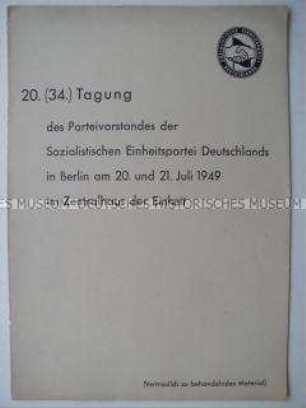 20. (34.) Tagung
des Parteivorstandes der
Sozialistischen Einheitspartei Deutschlands
in Berlin am 20. und 21. Juli 1949
im Zentralhaus der Einheit
(Vertraulich zu behandelndes Material)